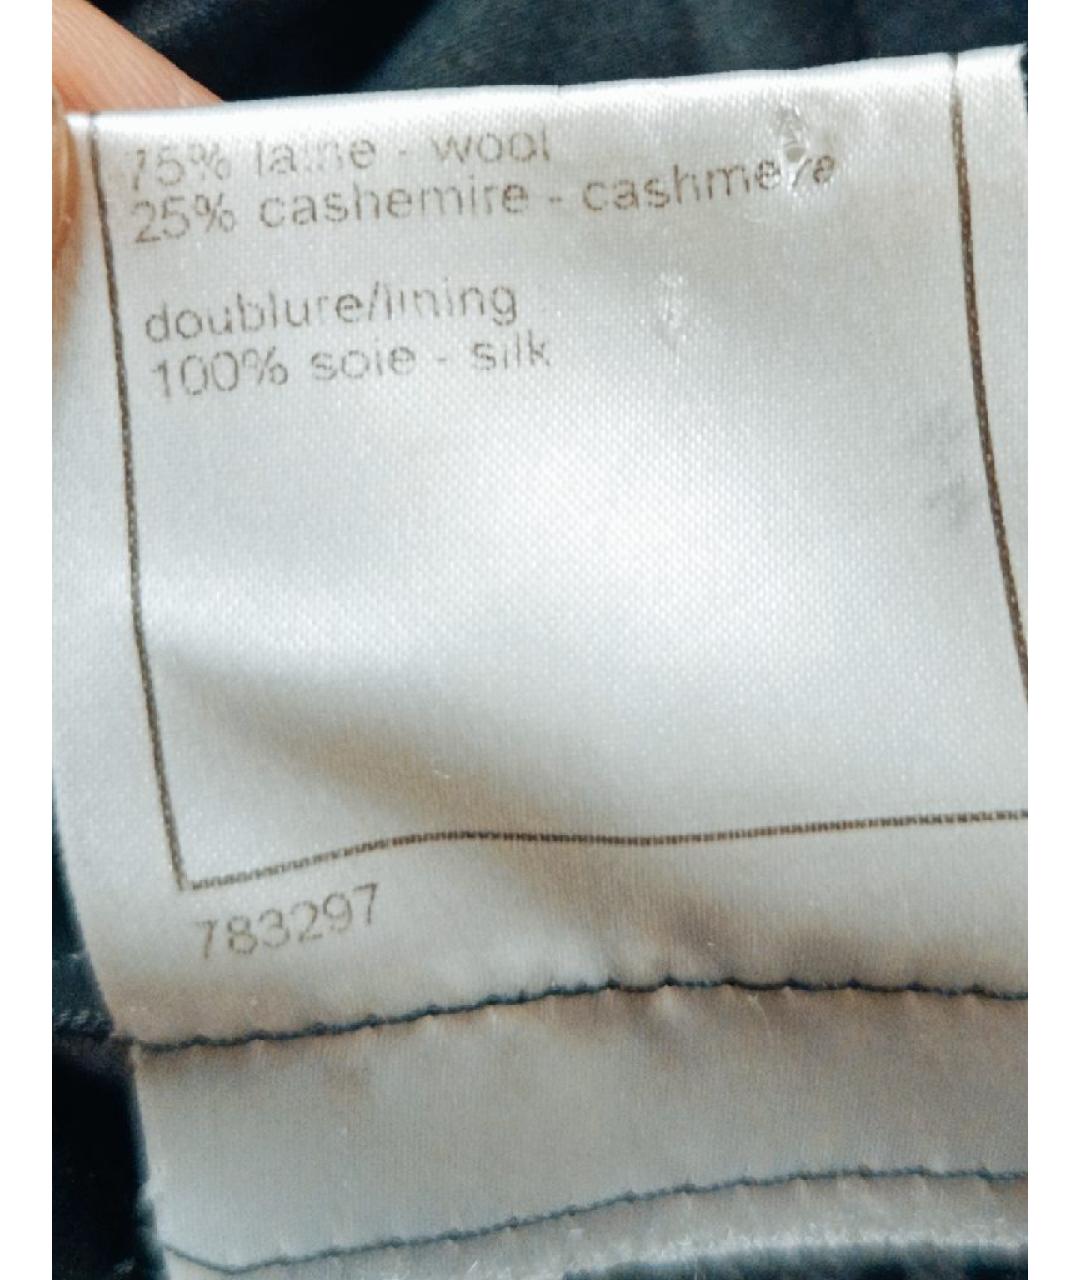 75% laine - wool
25% cashemire - cashmere
doublure/lining
100% soie - silk
783297